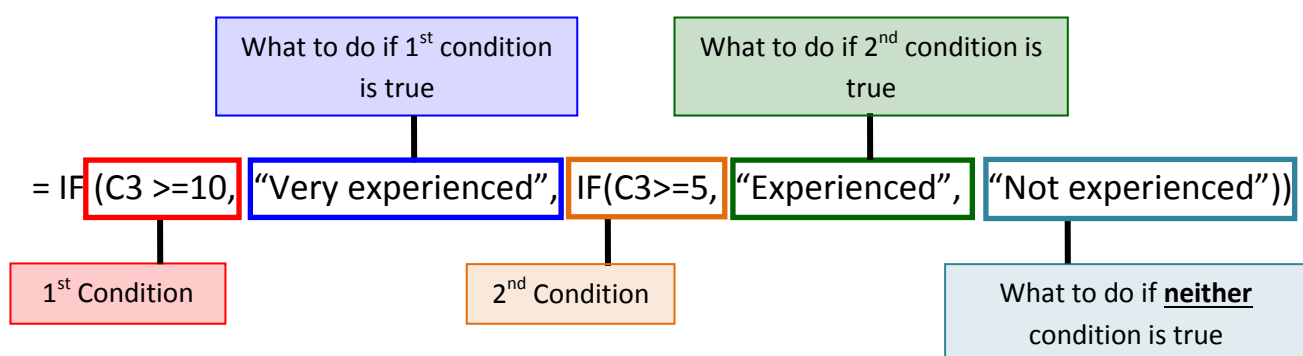 What to do if 1st condition
is true
What to do if 2nd condition is
true
= IF (C3 >=10, “Very experienced”, IF(C3>=5, “Experienced”, “Not experienced”))
1st Condition
2nd Condition
What to do if neither
condition is true